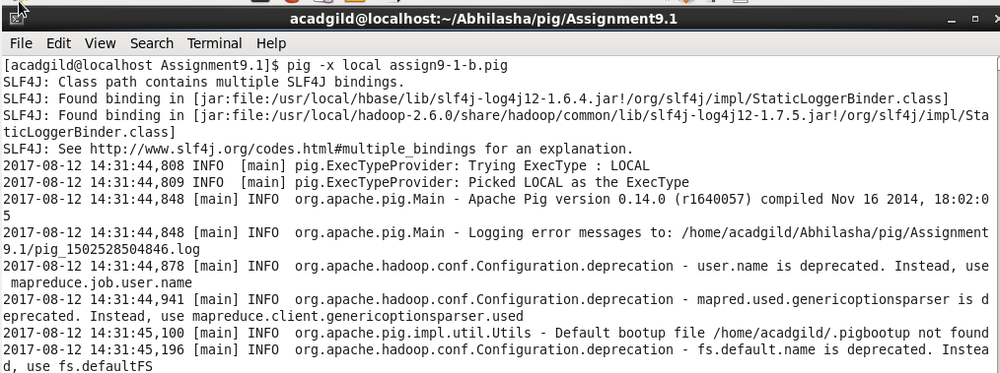 acadgild@localhost:~/Abhilasha/pig/Assignment9.1
File Edit View Search Terminal Help
[acadgild@localhost Assignment9.1]$ pig -x local assign9-1-b.pig
SLF4J: Class path contains multiple SLF4J bindings.
SLF4J: Found binding in [jar:file:/usr/local/hbase/lib/slf4j-log4j12-1.6.4.jar!/org/slf4j/impl/StaticLoggerBinder.class]
SLF4J: Found binding in [jar:file:/usr/local/hadoop-2.6.0/share/hadoop/common/lib/slf4j-log4j12-1.7.5.jar!/org/slf4j/impl/Sta
ticLoggerBinder.class]
SLF4J: See http://www.slf4j.org/codes.html#multiple_bindings for an explanation.
2017-08-12 14:31:44,808 INFO  [main] pig.ExecTypeProvider: Trying ExecType : LOCAL
2017-08-12 14:31:44,809 INFO  [main] pig.ExecTypeProvider: Picked LOCAL as the ExecType
2017-08-12 14:31:44,848 [main] INFO  org.apache.pig.Main - Apache Pig version 0.14.0 (r1640057) compiled Nov 16 2014, 18:02:0
5
2017-08-12 14:31:44,848 [main] INFO  org.apache.pig.Main - Logging error messages to: /home/acadgild/Abhilasha/pig/Assignment
9.1/pig_1502528504846.log
2017-08-12 14:31:44,878 [main] INFO  org.apache.hadoop.conf.Configuration.deprecation - user.name is deprecated. Instead, use
 mapreduce.job.user.name
2017-08-12 14:31:44,941 [main] INFO  org.apache.hadoop.conf.Configuration.deprecation - mapred.used.genericoptionsparser is d
eprecated. Instead, use mapreduce.client.genericoptionsparser.used
2017-08-12 14:31:45,100 [main] INFO  org.apache.pig.impl.util.Utils - Default bootup file /home/acadgild/.pigbootup not found
2017-08-12 14:31:45,196 [main] INFO  org.apache.hadoop.conf.Configuration.deprecation - fs.default.name is deprecated. Instea
d, use fs.defaultFS